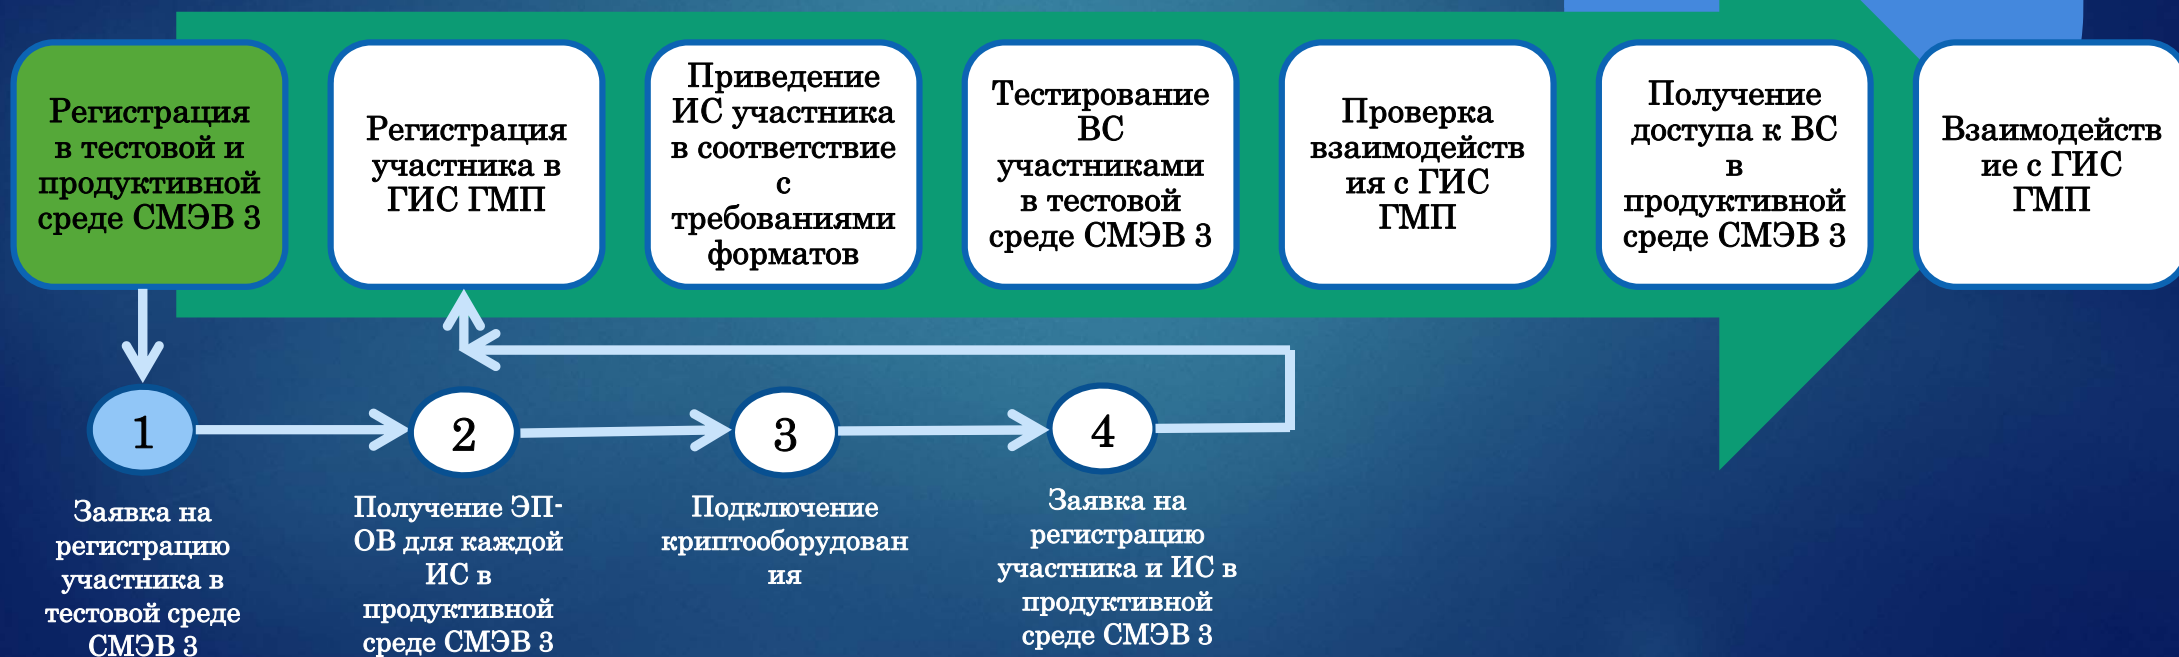 Регистрация
в тестовой и
продуктивной
среде СМЭВ 3
Регистрация
участника в
ГИС ГМП
Приведение
ИС участника
в соответствие
с
требованиями
форматов
Тестирование
ВС
участниками
в тестовой
среде СМЭВ 3
Проверка
взаимодейств
ия с ГИС
ГМП
Получение
доступа к ВС
в
продуктивной
среде СМЭВ 3
Взаимодейств
ие с ГИС
ГМП
1
2
3
4
Заявка на
регистрацию
участника в
тестовой среде
СМЭВ 3
Получение ЭП-
ОВ для каждой
ИС в
продуктивной
среде СМЭВ 3
Подключение
криптооборудован
ия
Заявка на
регистрацию
участника и ИС в
продуктивной
среде СМЭВ 3